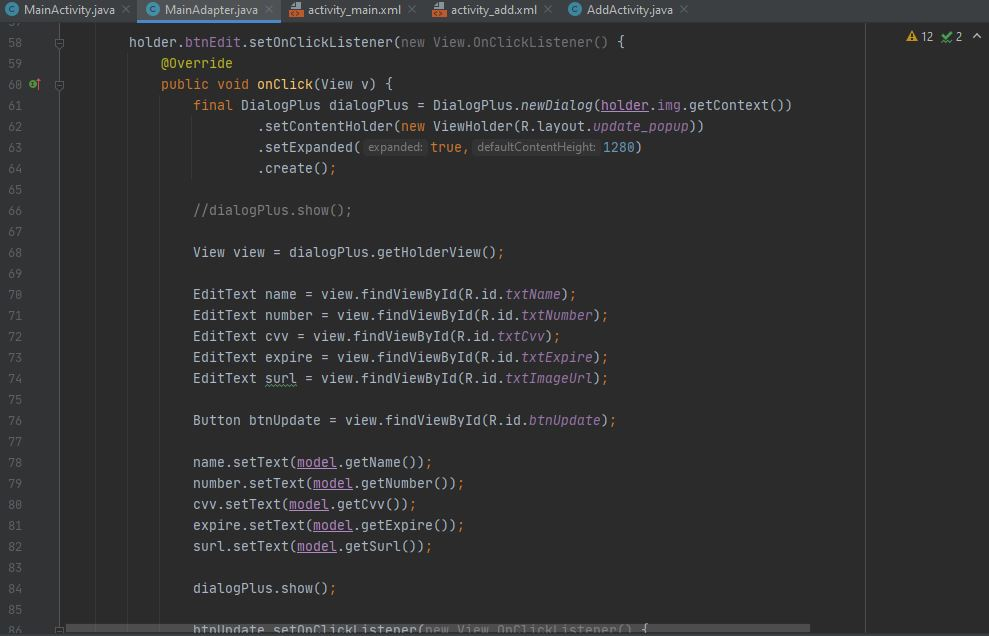 MainActivity.java MainAdapter.java activity_main.xml activity_add.xml AddActivity.java
12 2
58 holder.btnEdit.setOnClickListener(new View.OnClickListener() {
59 @Override
60 public void onClick(View v) {
61 final DialogPlus dialogPlus = DialogPlus.newDialog(holder.img.getContext())
62 .setContentHolder(new ViewHolder(R.layout.update_popup))
63 .setExpanded( expanded: true, defaultContentHeight: 1280)
64 .create();
65
66 //dialogPlus.show();
67
68 View view = dialogPlus.getHolderView();
69
70 EditText name = view.findViewById(R.id.txtName);
71 EditText number = view.findViewById(R.id.txtNumber);
72 EditText cvv = view.findViewById(R.id.txtCvv);
73 EditText expire = view.findViewById(R.id.txtExpire);
74 EditText surl = view.findViewById(R.id.txtImageUrl);
75
76 Button btnUpdate = view.findViewById(R.id.btnUpdate);
77
78 name.setText(model.getName());
79 number.setText(model.getNumber());
80 cvv.setText(model.getCvv());
81 expire.setText(model.getExpire());
82 surl.setText(model.getSurl());
83
84 dialogPlus.show();
85
86 btnUpdate.setOnClickListener(new View.OnClickListener() {